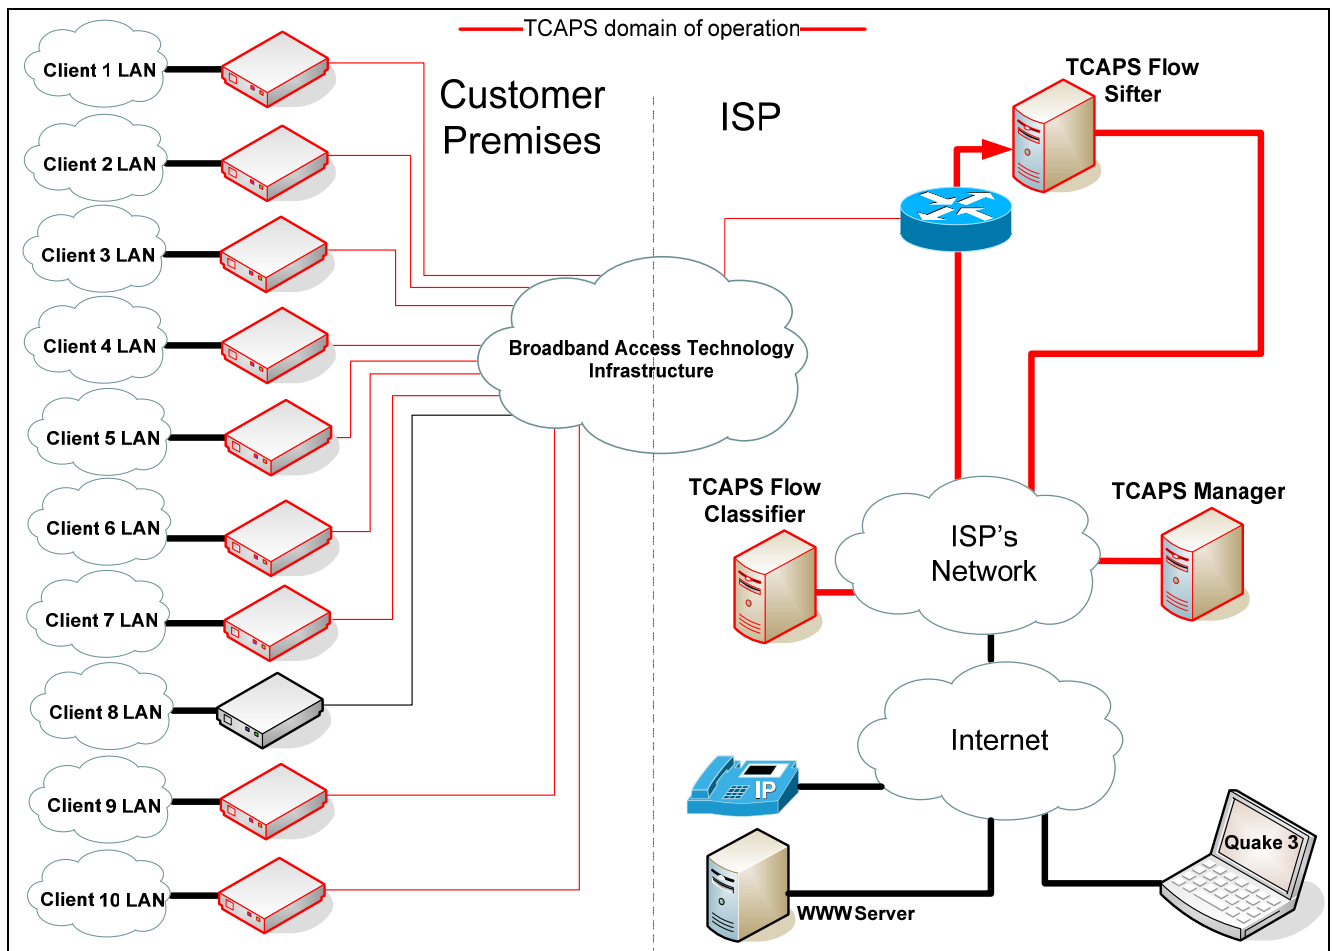 TCAPS domain of operation
Customer
Premises
ISP
TCAPS Flow
Sifter
Client 1 LAN
Client 2 LAN
Client 3 LAN
Client 4 LAN
Client 5 LAN
Client 6 LAN
Client 7 LAN
Client 8 LAN
Client 9 LAN
Client 10 LAN
Broadband Access Technology
Infrastructure
TCAPS Flow
Classifier
ISP's
Network
TCAPS Manager
Internet
IP
WWW Server
Quake 3